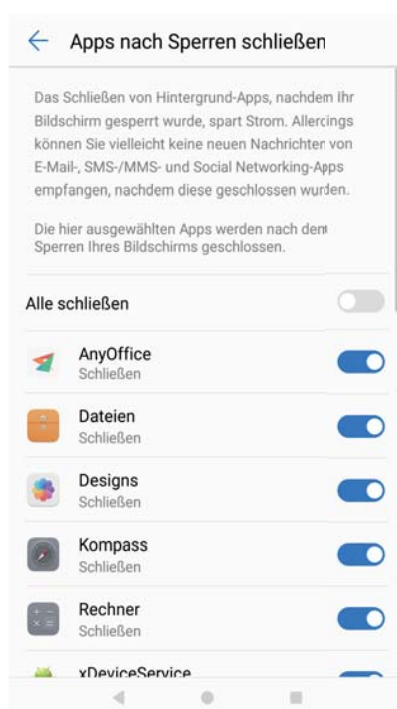 Apps nach Sperren schließen
Das Schließen von Hintergrund-Apps, nachdem Ihr
Bildschirm gesperrt wurde, spart Strom. Allerdings
können Sie vielleicht keine neuen Nachrichten von
E-Mail-, SMS-/MMS- und Social Networking-Apps
empfangen, nachdem diese geschlossen wurden.
Die hier ausgewählten Apps werden nach dem
Sperren Ihres Bildschirms geschlossen.
Alle schließen
AnyOffice
Schließen
Dateien
Schließen
Designs
Schließen
Kompass
Schließen
Rechner
Schließen
xDeviceService